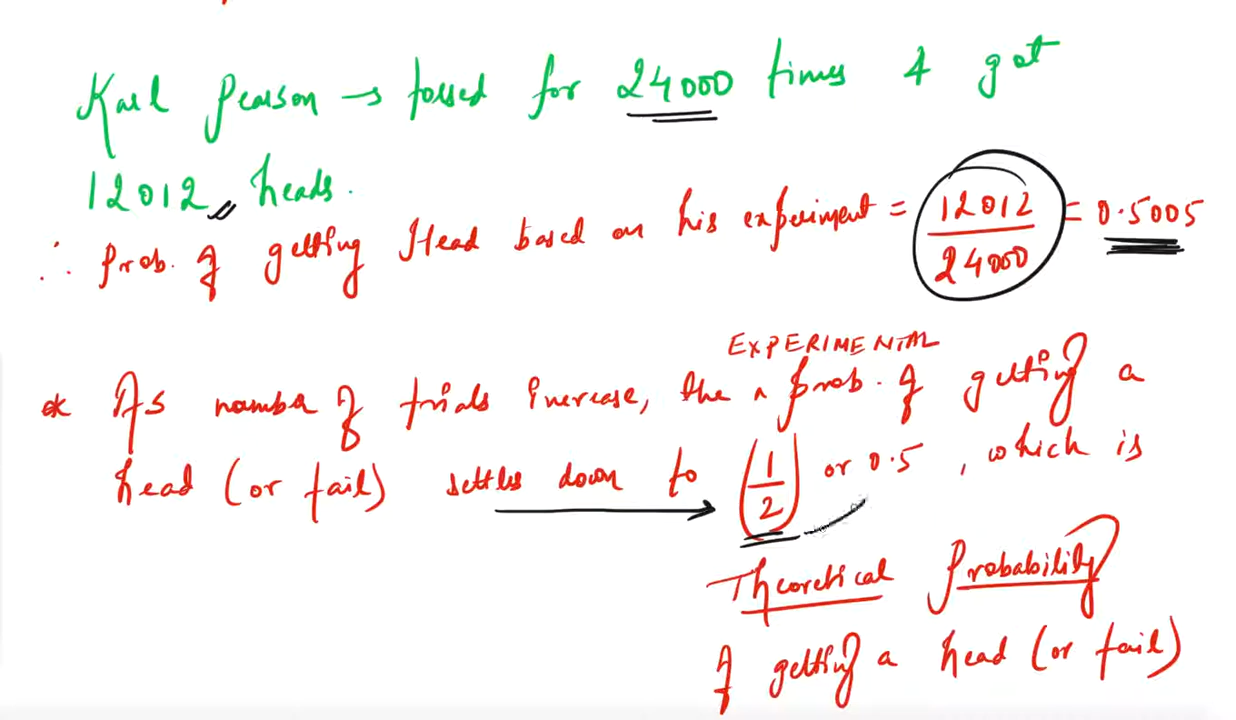 Karl Pearson → tossed for 24000 times & got
12012, heads.
∴ Prob. of getting Head based on his experiment = 12012/24000 = 0.5005
* As number of trials increase, the ∧ EXPERIMENTAL prob. of getting a
head (or tail) settles down to (1/2) or 0.5, which is
Theoretical Probability
of getting a head (or tail)